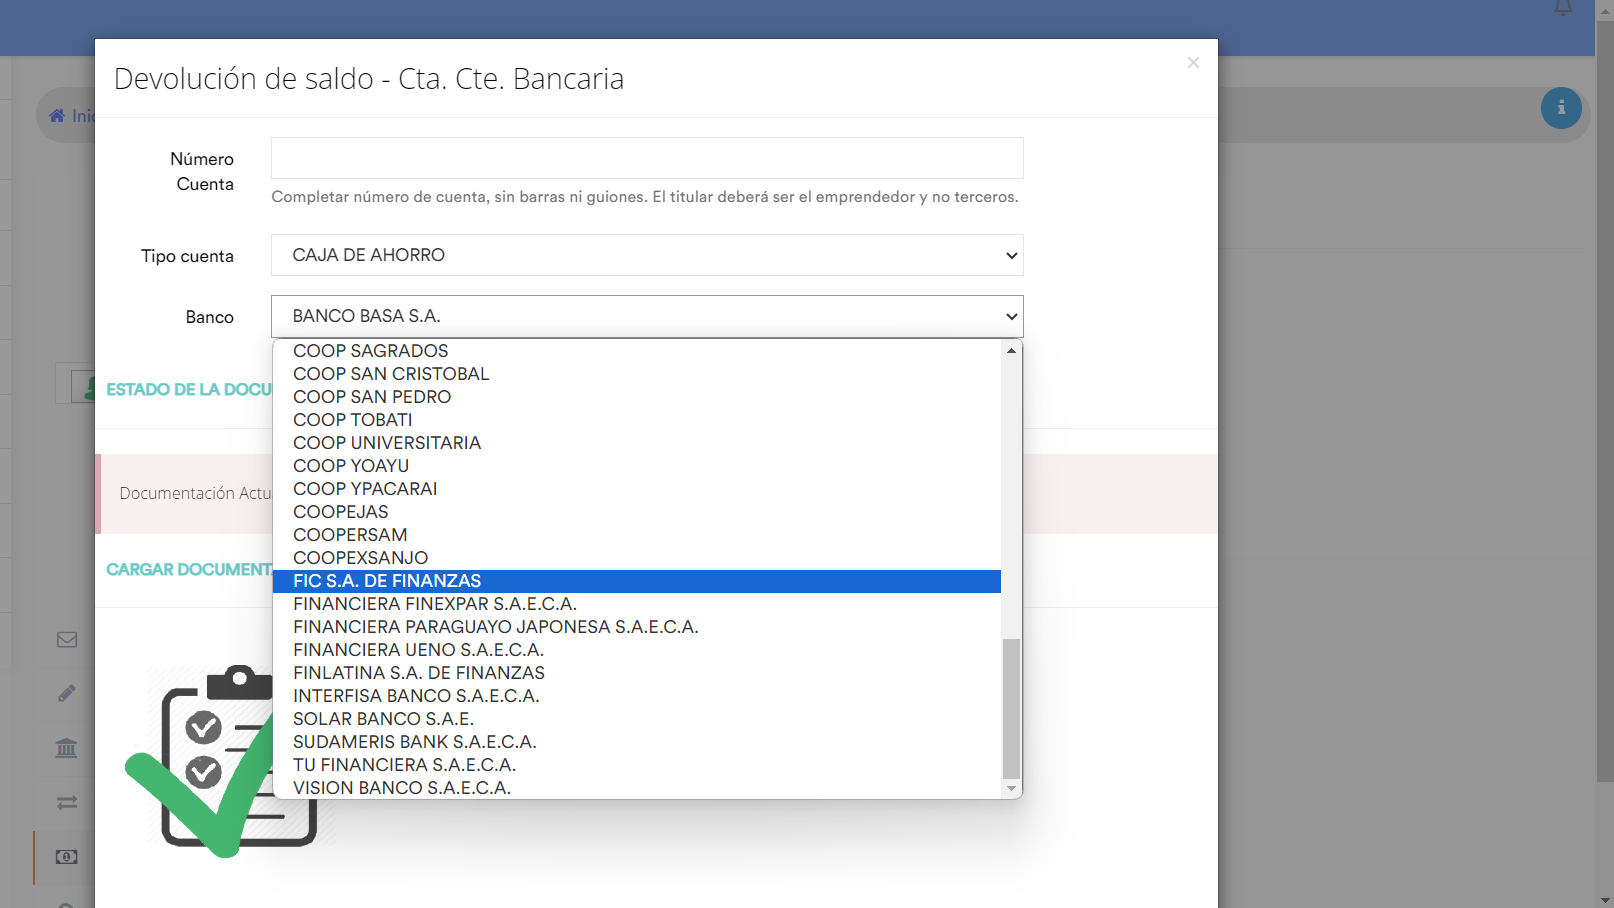 Devolución de saldo - Cta. Cte. Bancaria
×
Inic
Número
Cuenta
Completar número de cuenta, sin barras ni guiones. El titular deberá ser el emprendedor y no terceros.
Tipo cuenta
CAJA DE AHORRO
Banco
BANCO BASA S.A.
COOP SAGRADOS
COOP SAN CRISTOBAL
COOP SAN PEDRO
COOP TOBATI
COOP UNIVERSITARIA
COOP YOAYU
COOP YPACARAI
COOPEJAS
COOPERSAM
COOPEXSANJO
FIC S.A. DE FINANZAS
FINANCIERA FINEXPAR S.A.E.C.A.
FINANCIERA PARAGUAYO JAPONESA S.A.E.C.A.
FINANCIERA UENO S.A.E.C.A.
FINLATINA S.A. DE FINANZAS
INTERFISA BANCO S.A.E.C.A.
SOLAR BANCO S.A.E.
SUDAMERIS BANK S.A.E.C.A.
TU FINANCIERA S.A.E.C.A.
VISION BANCO S.A.E.C.A.
ESTADO DE LA DOCU
Documentación Actu
CARGAR DOCUMENTA